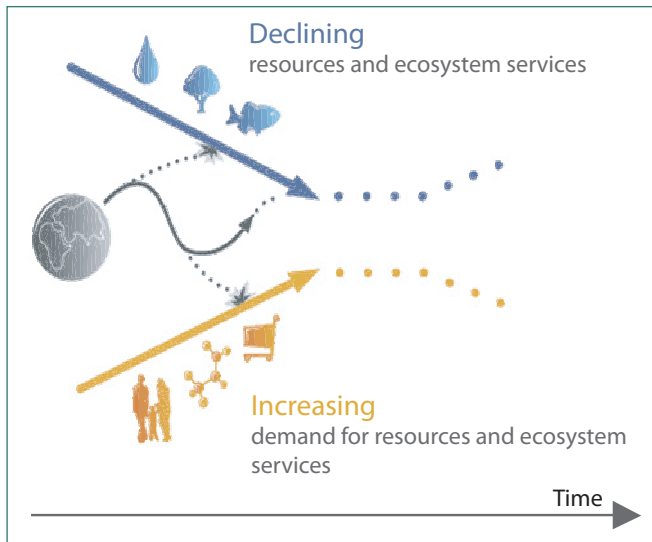 Declining
resources and ecosystem services
Increasing
demand for resources and ecosystem
services
Time